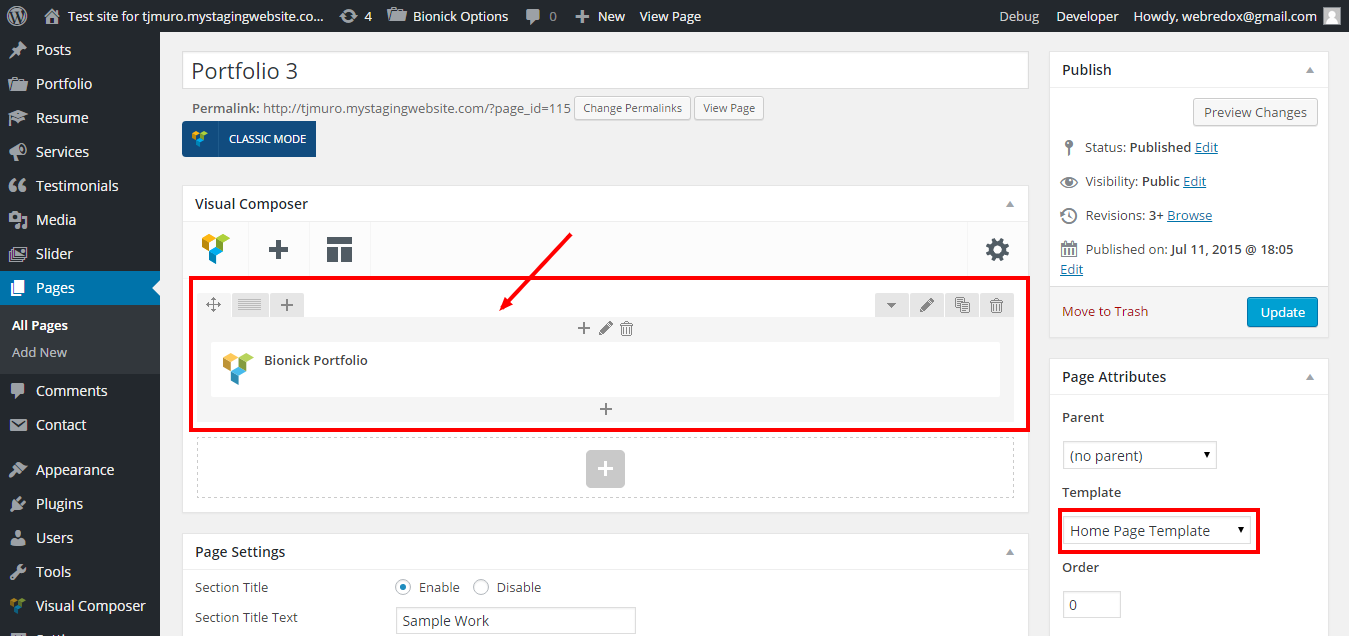 Test site for tjmuro.mystagingwebsite.co... 4 Bionick Options 0 New View Page Debug Developer Howdy, webredox@gmail.com
Posts
Portfolio
Resume
Services
Testimonials
Media
Slider
Pages
All Pages
Add New
Comments
Contact
Appearance
Plugins
Users
Tools
Visual Composer
Portfolio 3
Permalink: http://tjmuro.mystagingwebsite.com/?page_id=115 Change Permalinks View Page
CLASSIC MODE
Visual Composer
Bionick Portfolio
Page Settings
Section Title Enable Disable
Section Title Text Sample Work
Publish
Preview Changes
Status: Published Edit
Visibility: Public Edit
Revisions: 3+ Browse
Published on: Jul 11, 2015 @ 18:05
Edit
Move to Trash Update
Page Attributes
Parent
(no parent)
Template
Home Page Template
Order
0